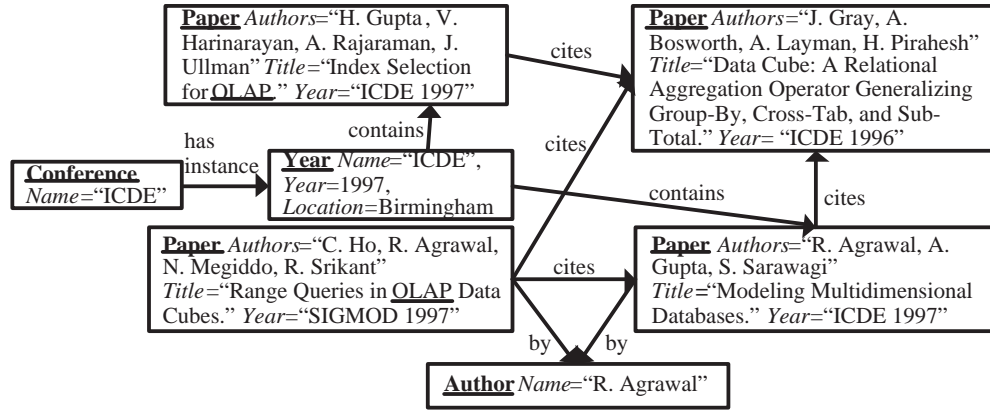 Paper Authors=“H. Gupta, V.
Harinarayan, A. Rajaraman, J.
Ullman” Title=“Index Selection
for OLAP.” Year=“ICDE 1997”
cites
Paper Authors=“J. Gray, A.
Bosworth, A. Layman, H. Pirahesh”
Title=“Data Cube: A Relational
Aggregation Operator Generalizing
Group-By, Cross-Tab, and Sub-
Total.” Year= “ICDE 1996”
has
instance
contains
cites
Conference
Name=“ICDE”
Year Name=“ICDE”,
Year=1997,
Location=Birmingham
contains
cites
Paper Authors=“C. Ho, R. Agrawal,
N. Megiddo, R. Srikant”
Title=“Range Queries in OLAP Data
Cubes.” Year=“SIGMOD 1997”
cites
Paper Authors=“R. Agrawal, A.
Gupta, S. Sarawagi”
Title=“Modeling Multidimensional
Databases.” Year=“ICDE 1997”
by
by
Author Name=“R. Agrawal”